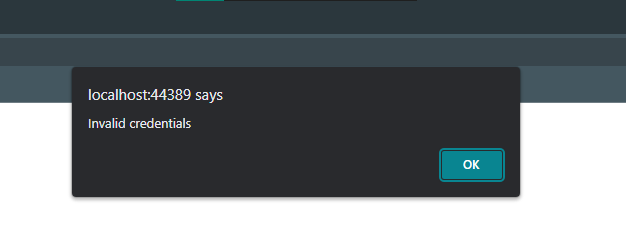 localhost:44389 says
Invalid credentials
OK